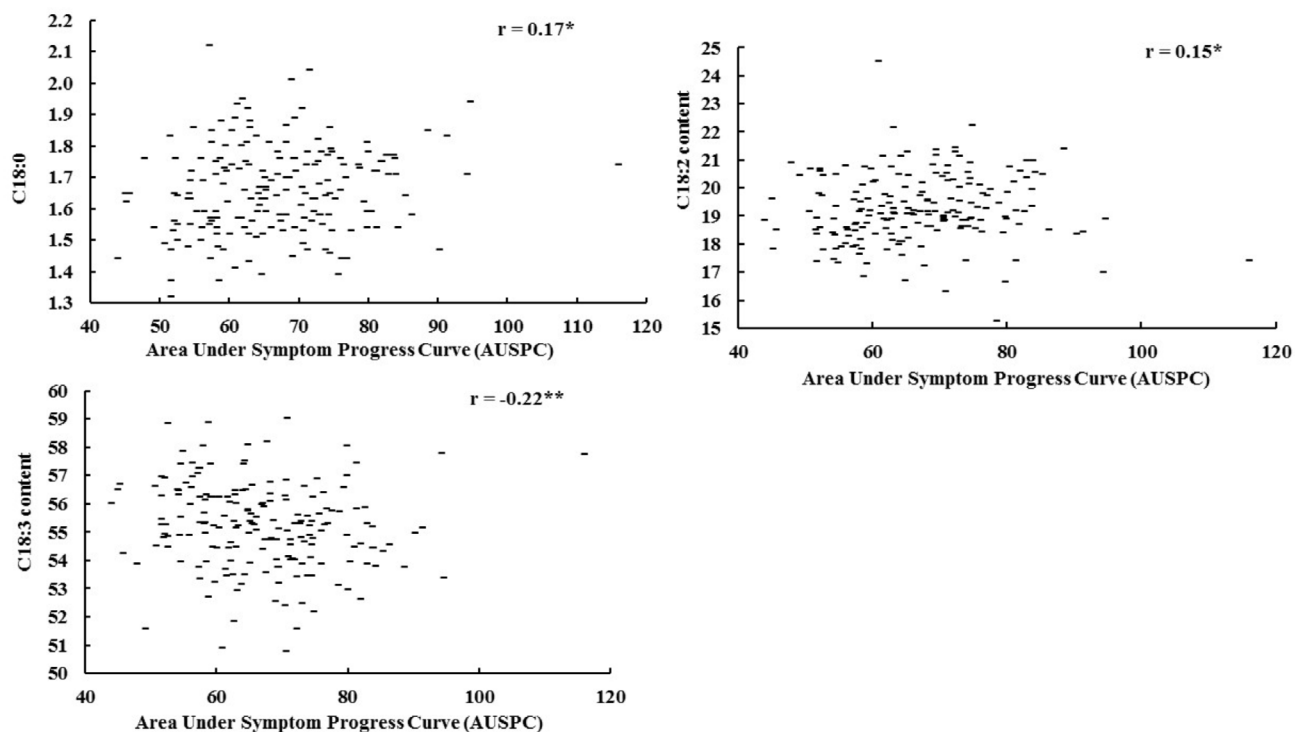 r = 0.17*
2.2
2.1
2.0
1.9
1.8
1.7
1.6
1.5
1.4
1.3
C18:0
40 50 60 70 80 90 100 110 120
Area Under Symptom Progress Curve (AUSPC)
r = 0.15*
25
24
23
22
21
20
19
18
17
16
15
C18:2 content
40 60 80 100 120
Area Under Symptom Progress Curve (AUSPC)
r = -0.22**
60
59
58
57
56
55
54
53
52
51
50
C18:3 content
40 60 80 100 120
Area Under Symptom Progress Curve (AUSPC)